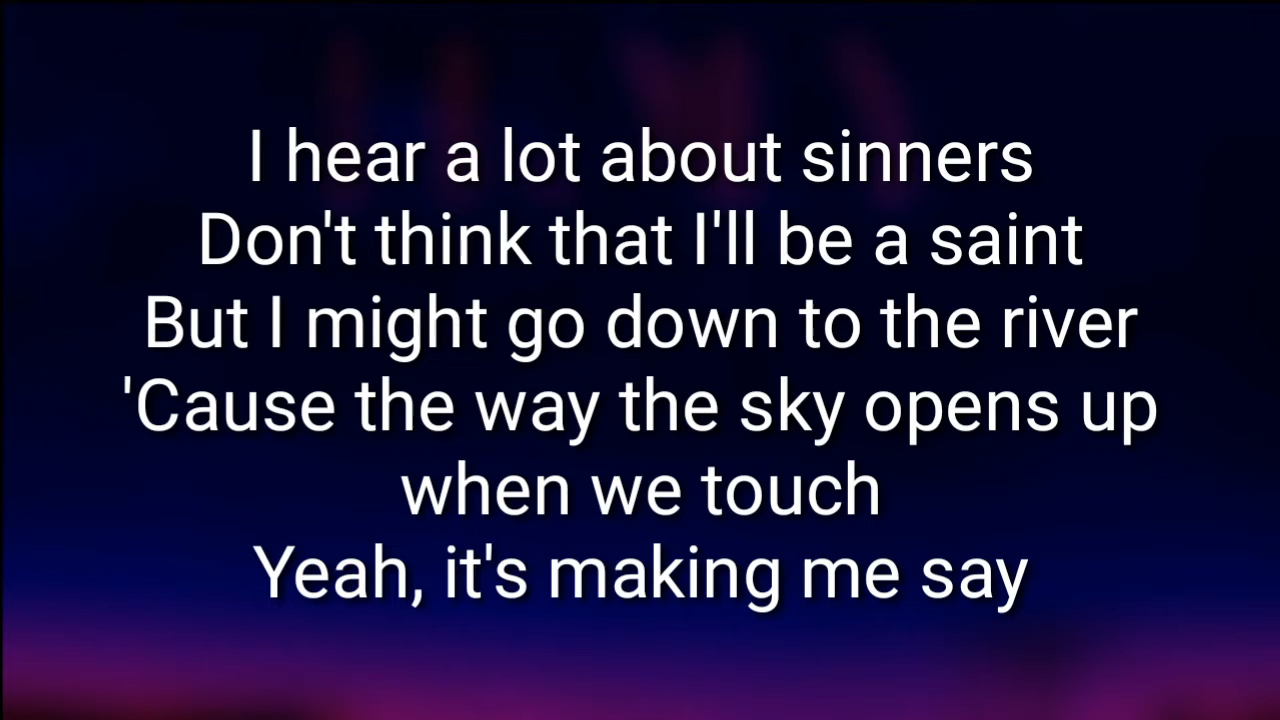 I hear a lot about sinners
Don't think that I'll be a saint
But I might go down to the river
'Cause the way the sky opens up
when we touch
Yeah, it's making me say